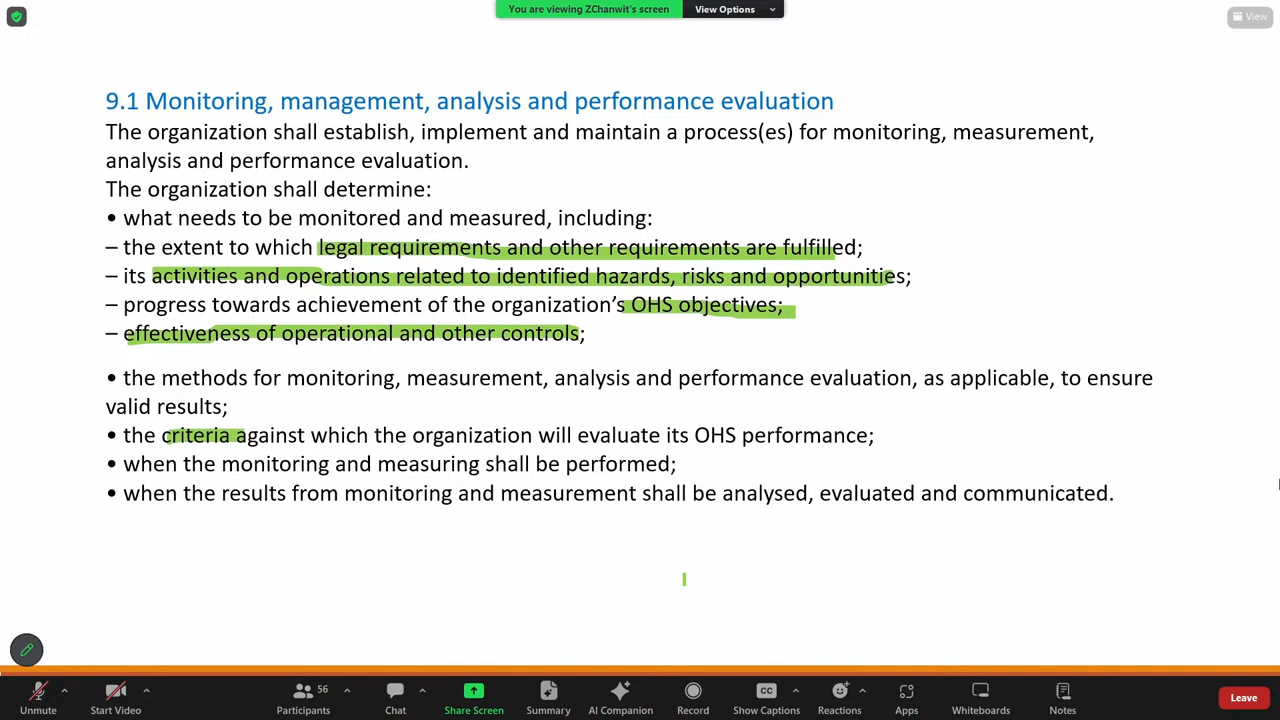 You are viewing ZChanwit's screen
View Options
View
9.1 Monitoring, management, analysis and performance evaluation
The organization shall establish, implement and maintain a process(es) for monitoring, measurement,
analysis and performance evaluation.
The organization shall determine:
• what needs to be monitored and measured, including:
– the extent to which legal requirements and other requirements are fulfilled;
– its activities and operations related to identified hazards, risks and opportunities;
– progress towards achievement of the organization’s OHS objectives;
– effectiveness of operational and other controls;
• the methods for monitoring, measurement, analysis and performance evaluation, as applicable, to ensure
valid results;
• the criteria against which the organization will evaluate its OHS performance;
• when the monitoring and measuring shall be performed;
• when the results from monitoring and measurement shall be analysed, evaluated and communicated.
Unmute
Start Video
56
Participants
Chat
Share Screen
Summary
AI Companion
Record
CC
Show Captions
Reactions
Apps
Whiteboards
Notes
Leave